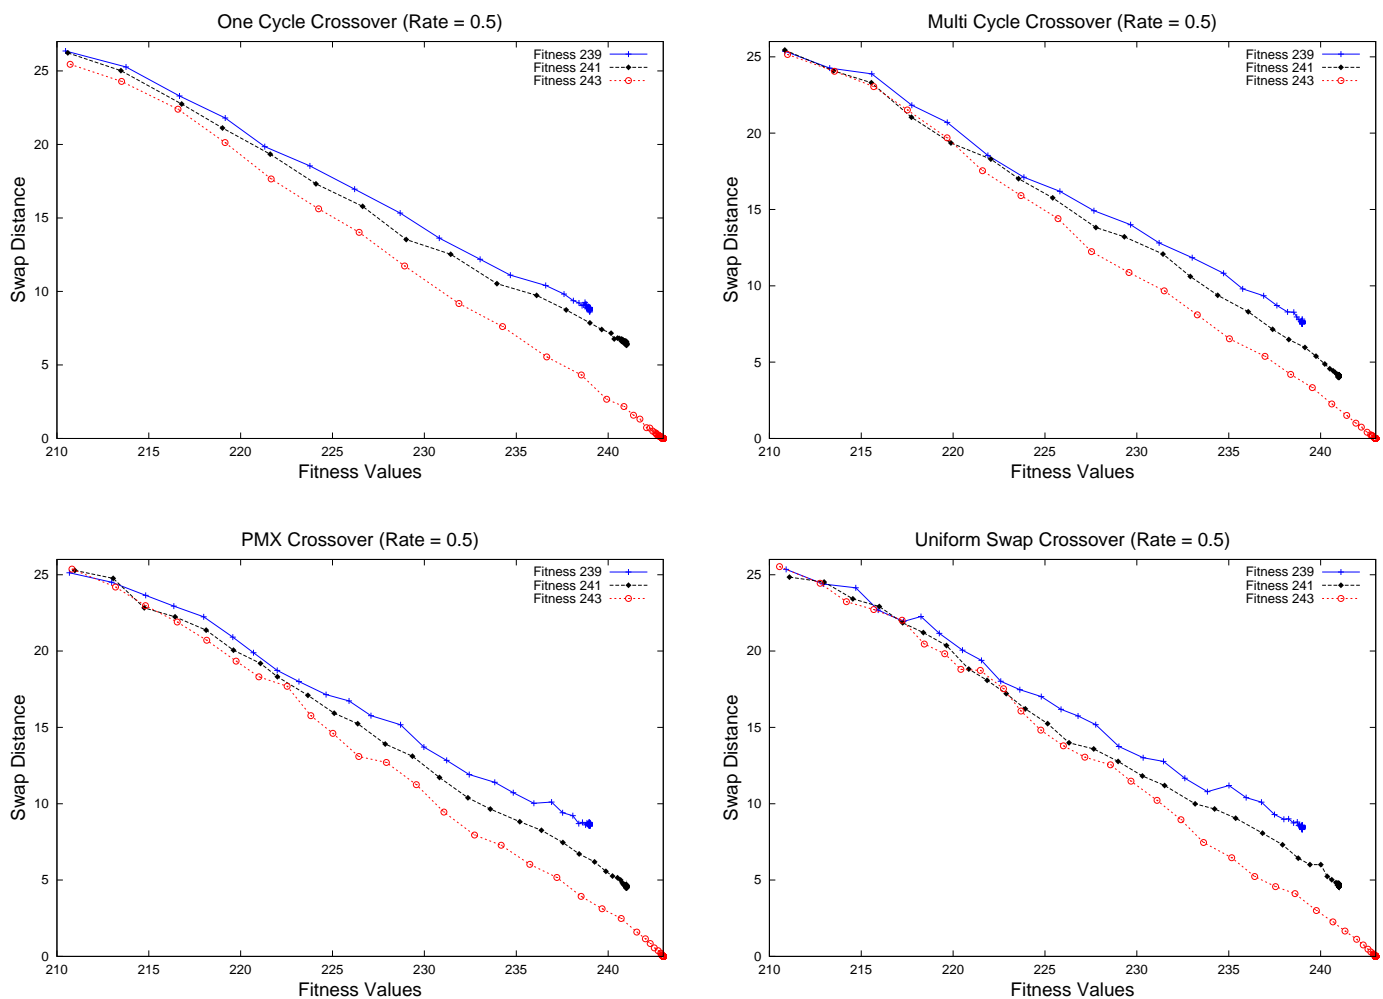 One Cycle Crossover (Rate = 0.5)
Fitness 239
Fitness 241
Fitness 243
Swap Distance
25
20
15
10
5
0
210 215 220 225 230 235 240
Fitness Values
Multi Cycle Crossover (Rate = 0.5)
Fitness 239
Fitness 241
Fitness 243
Swap Distance
25
20
15
10
5
0
210 215 220 225 230 235 240
Fitness Values
PMX Crossover (Rate = 0.5)
Fitness 239
Fitness 241
Fitness 243
Swap Distance
25
20
15
10
5
0
210 215 220 225 230 235 240
Fitness Values
Uniform Swap Crossover (Rate = 0.5)
Fitness 239
Fitness 241
Fitness 243
Swap Distance
25
20
15
10
5
0
210 215 220 225 230 235 240
Fitness Values